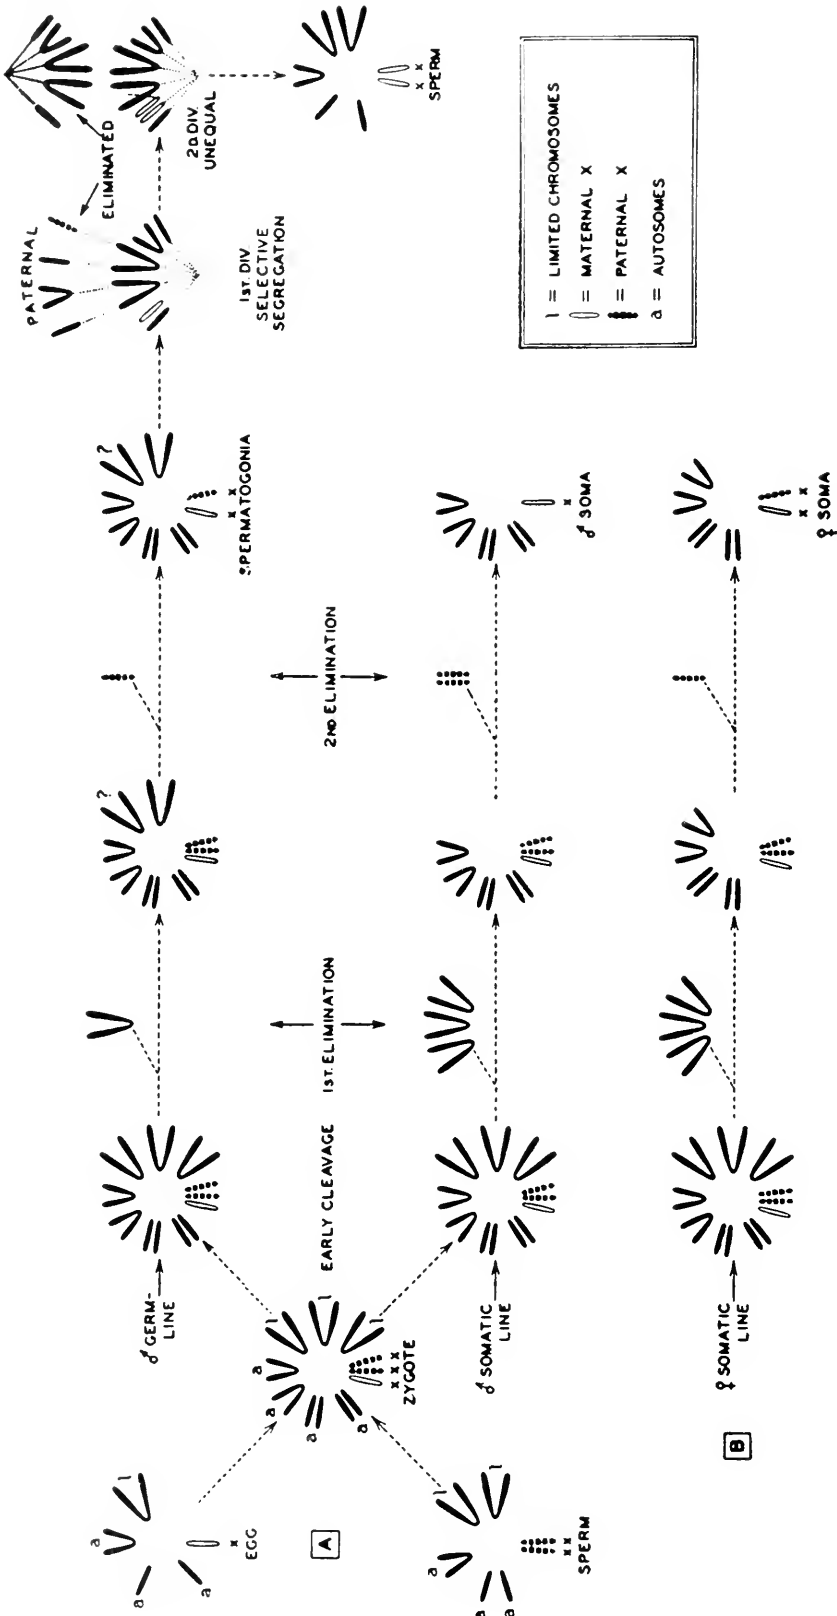 a
a
a
l
x
EGG
A
a
a
a
l
l
x x
SPERM
a
a
a
a
l
l
l
x x x
ZYGOTE
♂ GERM-
LINE
EARLY CLEAVAGE
1ST. ELIMINATION
?
2ND ELIMINATION
?
x x
SPERMATOGONIA
PATERNAL
ELIMINATED
1ST. DIV.
SELECTIVE
SEGREGATION
2D DIV.
UNEQUAL
x x
SPERM
♂ SOMATIC
LINE
x
♂ SOMA
B
♀ SOMATIC
LINE
x x
♀ SOMA
l = LIMITED CHROMOSOMES
= MATERNAL X
= PATERNAL X
a = AUTOSOMES